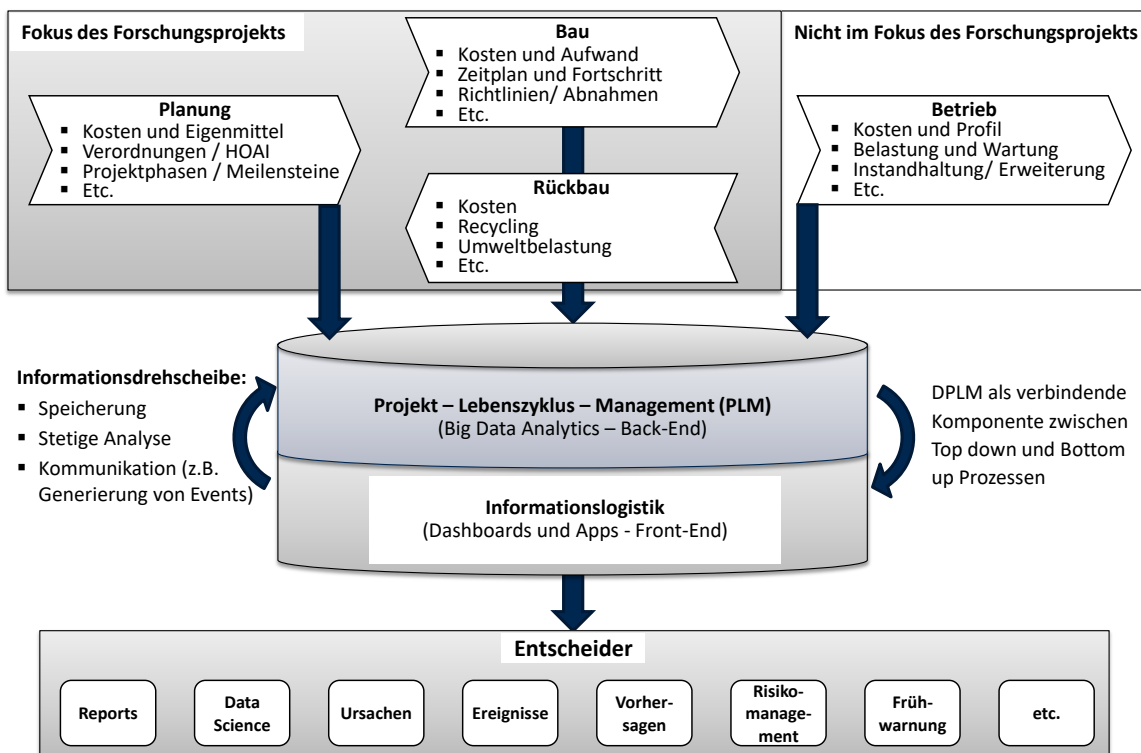 Fokus des Forschungsprojekts
Bau
▪ Kosten und Aufwand
▪ Zeitplan und Fortschritt
▪ Richtlinien/ Abnahmen
▪ Etc.
Nicht im Fokus des Forschungsprojekts
Planung
▪ Kosten und Eigenmittel
▪ Verordnungen / HOAI
▪ Projektphasen / Meilensteine
▪ Etc.
Betrieb
▪ Kosten und Profil
▪ Belastung und Wartung
▪ Instandhaltung/ Erweiterung
▪ Etc.
Rückbau
▪ Kosten
▪ Recycling
▪ Umweltbelastung
▪ Etc.
Informationsdrehscheibe:
▪ Speicherung
▪ Stetige Analyse
▪ Kommunikation (z.B.
Generierung von Events)
Projekt – Lebenszyklus – Management (PLM)
(Big Data Analytics – Back-End)
Informationslogistik
(Dashboards und Apps - Front-End)
DPLM als verbindende
Komponente zwischen
Top down und Bottom
up Prozessen
Entscheider
Reports
Data
Science
Ursachen
Ereignisse
Vorher-
sagen
Risiko-
manage-
ment
Früh-
warnung
etc.